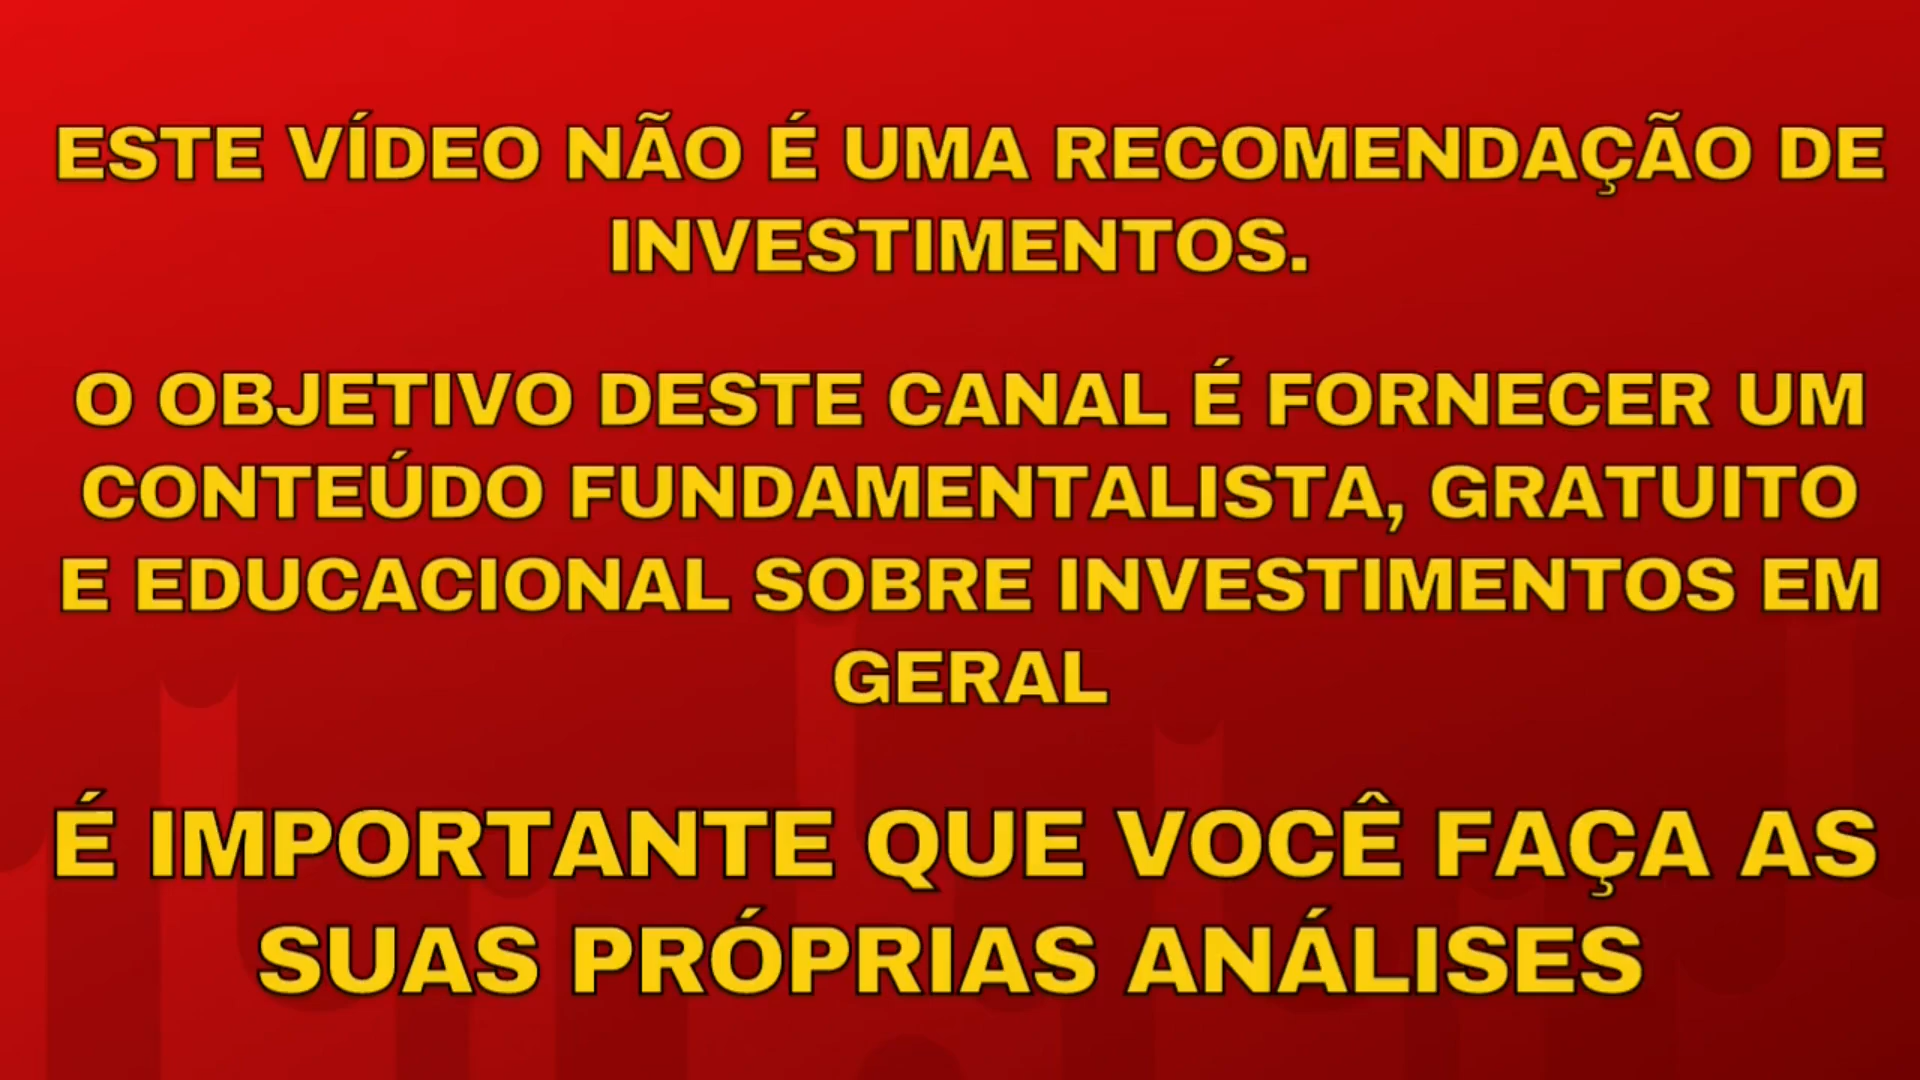 ESTE VÍDEO NÃO É UMA RECOMENDAÇÃO DE
INVESTIMENTOS.
O OBJETIVO DESTE CANAL É FORNECER UM
CONTEÚDO FUNDAMENTALISTA, GRATUITO
E EDUCACIONAL SOBRE INVESTIMENTOS EM
GERAL
É IMPORTANTE QUE VOCÊ FAÇA AS
SUAS PRÓPRIAS ANÁLISES